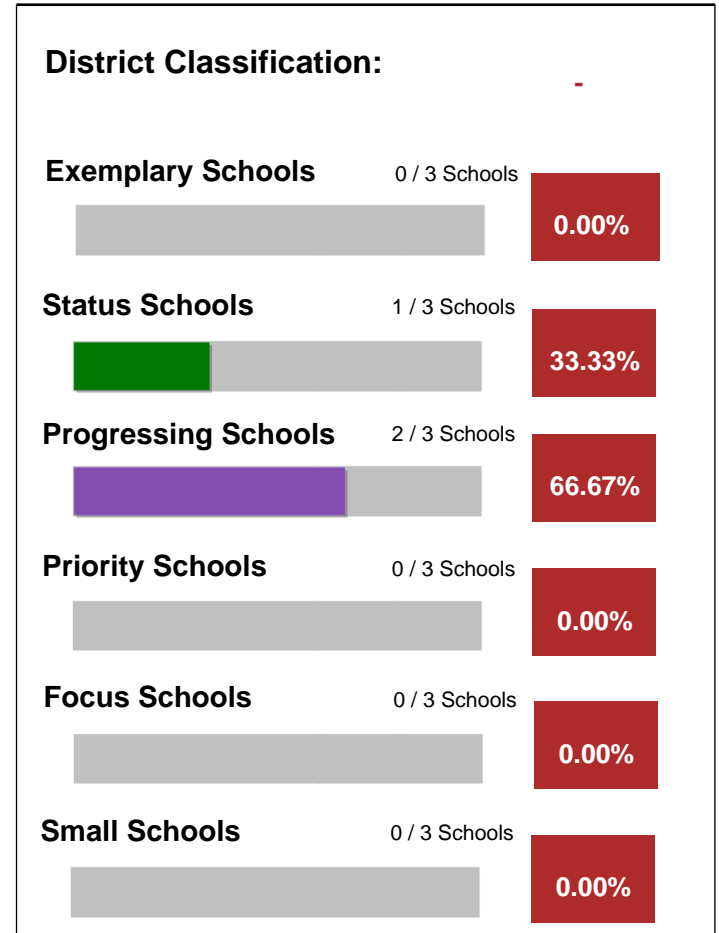 District Classification:
-
Exemplary Schools 0 / 3 Schools
0.00%
Status Schools 1 / 3 Schools
33.33%
Progressing Schools 2 / 3 Schools
66.67%
Priority Schools 0 / 3 Schools
0.00%
Focus Schools 0 / 3 Schools
0.00%
Small Schools 0 / 3 Schools
0.00%